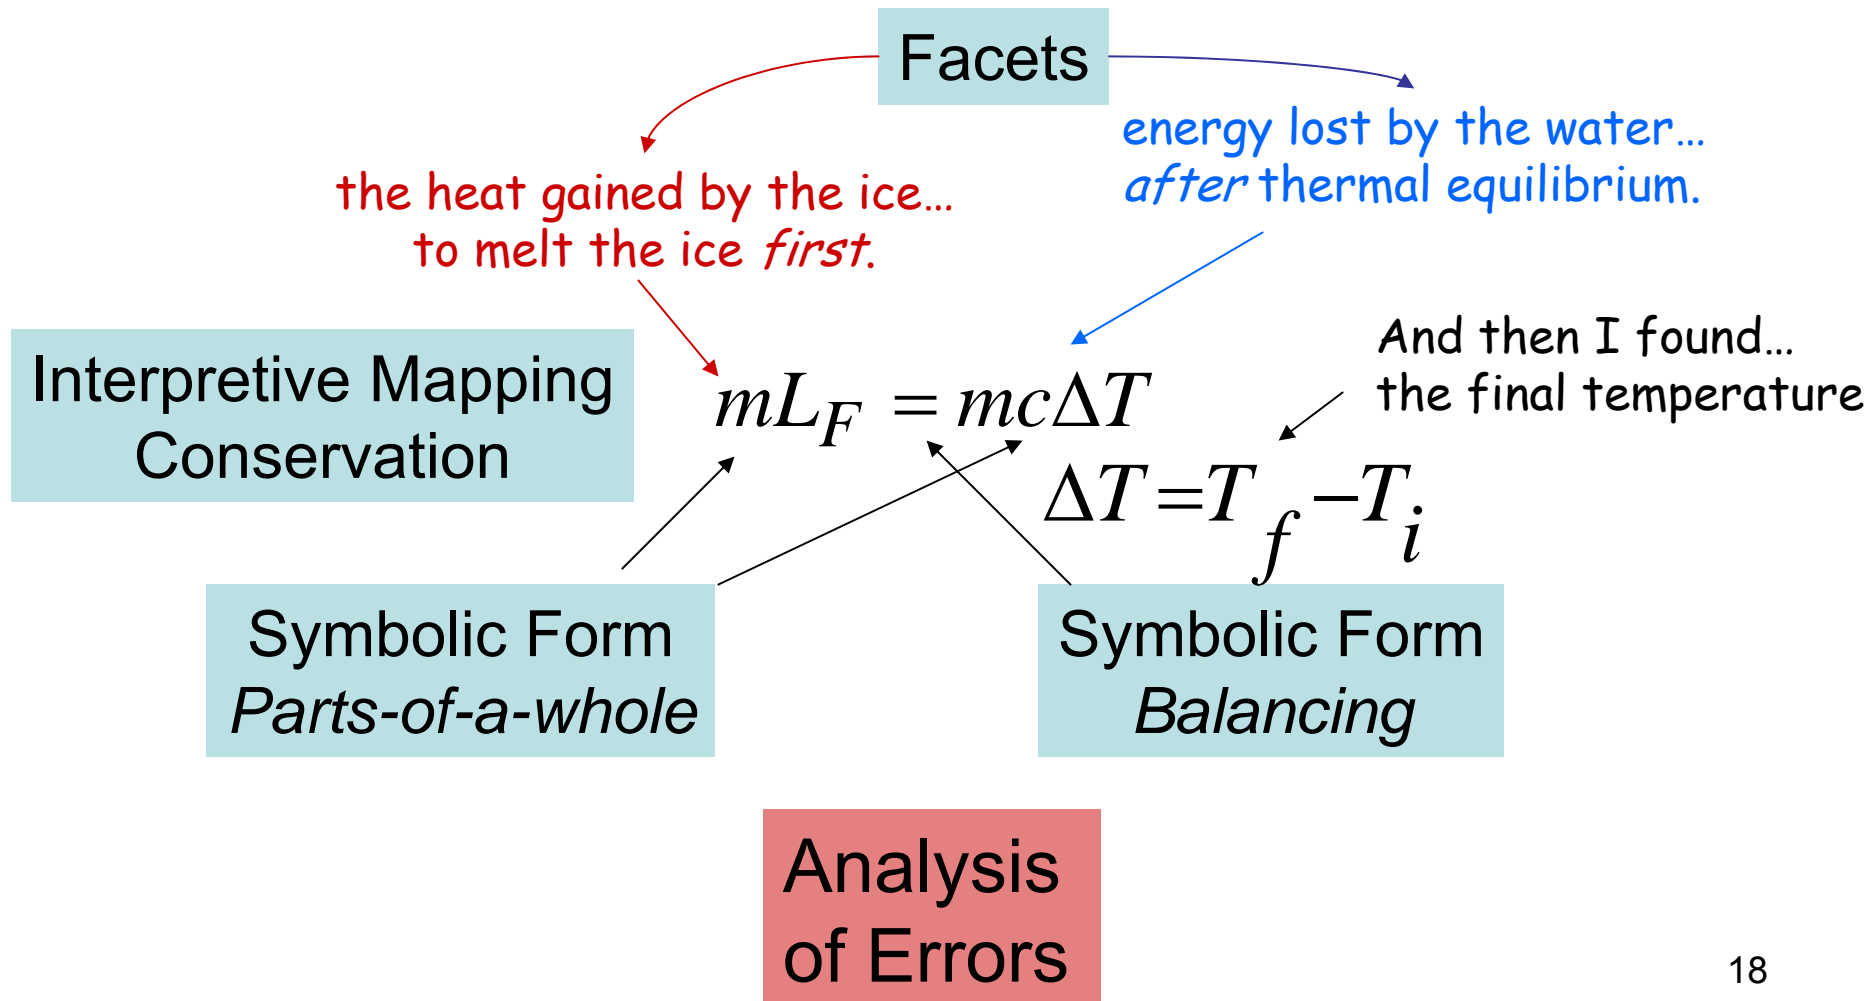 Facets
energy lost by the water…
after thermal equilibrium.
the heat gained by the ice…
to melt the ice first.
And then I found…
the final temperature
Interpretive Mapping
Conservation
mL_F = mcΔT
ΔT = T_f − T_i
Symbolic Form
Parts-of-a-whole
Symbolic Form
Balancing
Analysis
of Errors
18